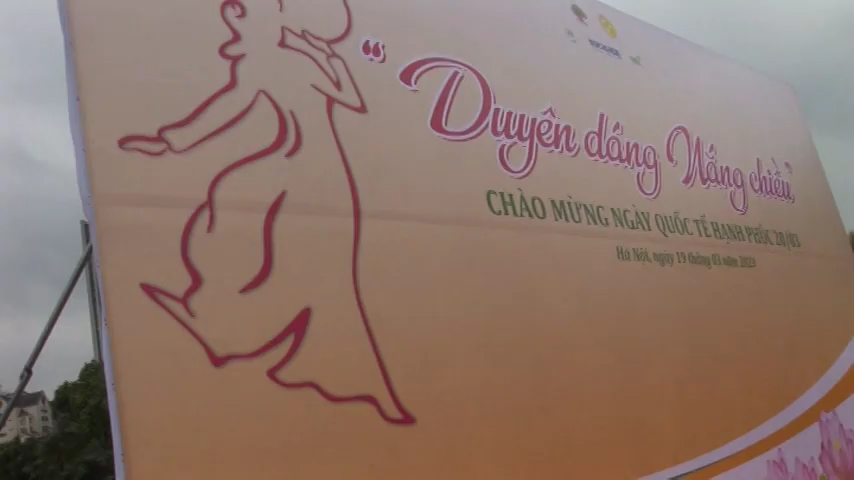 “Duyên dáng Nắng chiều”
CHÀO MỪNG NGÀY QUỐC TẾ HẠNH PHÚC 20/03
Hà Nội, ngày 19 tháng 03 năm 2023